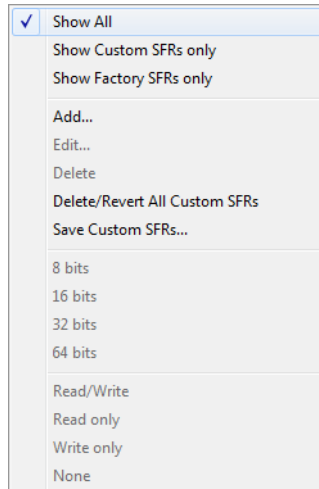 Show All
Show Custom SFRs only
Show Factory SFRs only
Add...
Edit...
Delete
Delete/Revert All Custom SFRs
Save Custom SFRs...
8 bits
16 bits
32 bits
64 bits
Read/Write
Read only
Write only
None